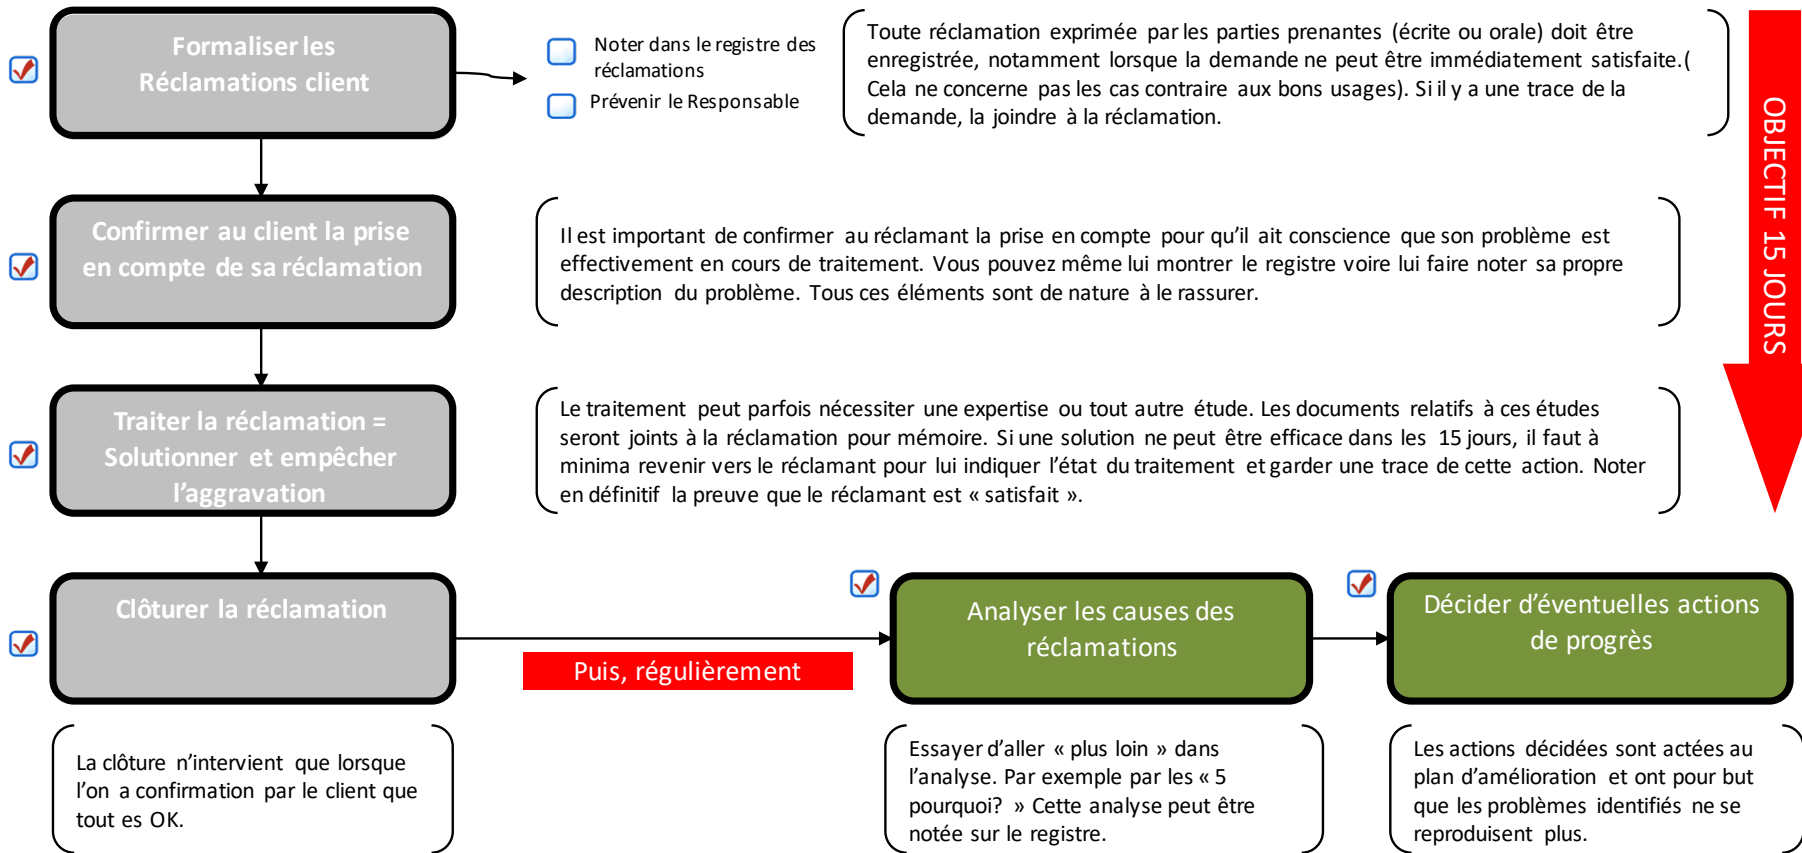 Formaliser les
Réclamations client
Noter dans le registre des
réclamations
Prévenir le Responsable
Toute réclamation exprimée par les parties prenantes (écrite ou orale) doit être
enregistrée, notamment lorsque la demande ne peut être immédiatement satisfaite.(
Cela ne concerne pas les cas contraire aux bons usages). Si il y a une trace de la
demande, la joindre à la réclamation.
OBJECTIF 15 JOURS
Confirmer au client la prise
en compte de sa réclamation
Il est important de confirmer au réclamant la prise en compte pour qu'il ait conscience que son problème est
effectivement en cours de traitement. Vous pouvez même lui montrer le registre voire lui faire noter sa propre
description du problème. Tous ces éléments sont de nature à le rassurer.
Traiter la réclamation =
Solutionner et empêcher
l'aggravation
Le traitement peut parfois nécessiter une expertise ou tout autre étude. Les documents relatifs à ces études
seront joints à la réclamation pour mémoire. Si une solution ne peut être efficace dans les 15 jours, il faut à
minima revenir vers le réclamant pour lui indiquer l'état du traitement et garder une trace de cette action. Noter
en définitif la preuve que le réclamant est « satisfait ».
Clôturer la réclamation
Puis, régulièrement
Analyser les causes des
réclamations
Décider d'éventuelles actions
de progrès
La clôture n'intervient que lorsque
l'on a confirmation par le client que
tout es OK.
Essayer d'aller « plus loin » dans
l'analyse. Par exemple par les « 5
pourquoi? » Cette analyse peut être
notée sur le registre.
Les actions décidées sont actées au
plan d'amélioration et ont pour but
que les problèmes identifiés ne se
reproduisent plus.